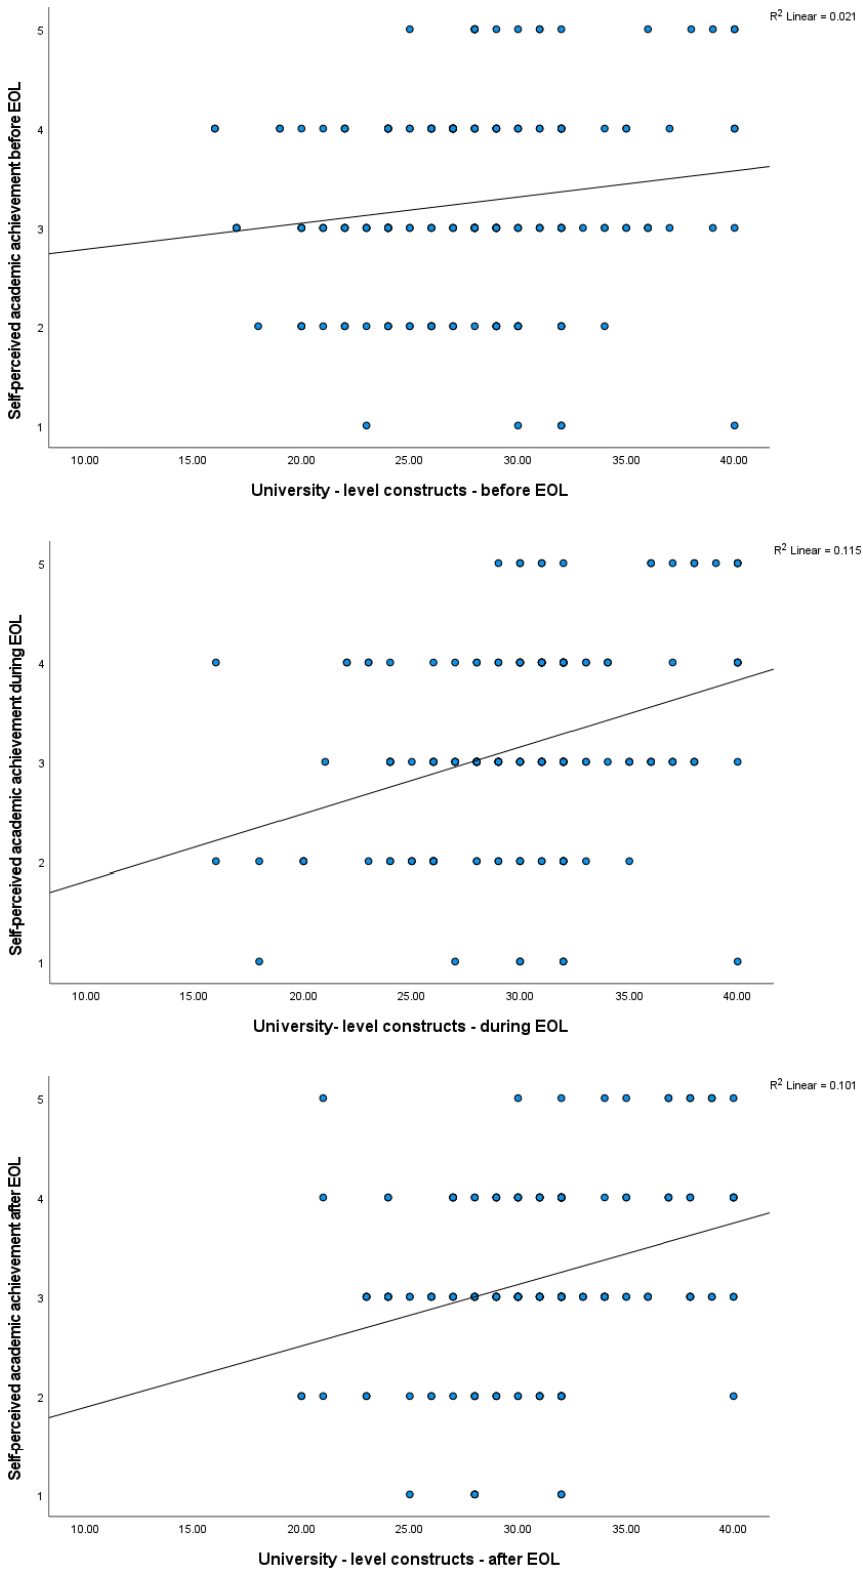 R2 Linear = 0.021
Self-perceived academic achievement before EOL
5
4
3
2
1
10.00 15.00 20.00 25.00 30.00 35.00 40.00
University - level constructs - before EOL
R2 Linear = 0.115
Self-perceived academic achievement during EOL
5
4
3
2
1
10.00 15.00 20.00 25.00 30.00 35.00 40.00
University- level constructs - during EOL
R2 Linear = 0.101
Self-perceived academic achievement after EOL
5
4
3
2
1
10.00 15.00 20.00 25.00 30.00 35.00 40.00
University - level constructs - after EOL